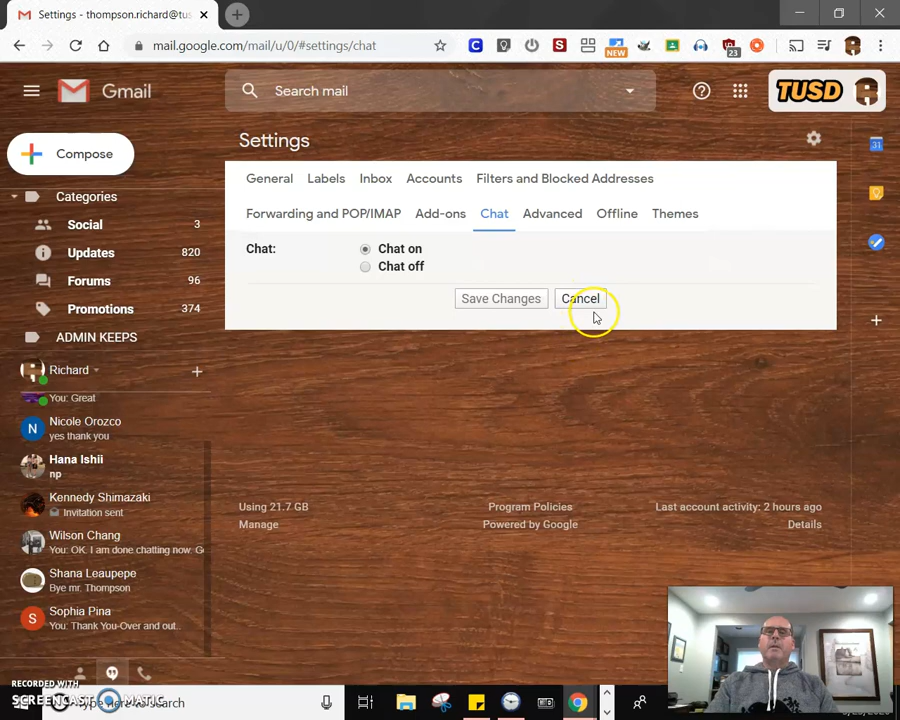 Settings - thompson.richard@tus
mail.google.com/mail/u/0/#settings/chat
NEW
23
Gmail
Search mail
TUSD
Compose
Settings
31
General Labels Inbox Accounts Filters and Blocked Addresses
Forwarding and POP/IMAP Add-ons Chat Advanced Offline Themes
Categories
Social 3
Updates 820
Forums 96
Promotions 374
ADMIN KEEPS
Chat: Chat on
Chat off
Save Changes Cancel
Richard
You: Great
N Nicole Orozco
yes thank you
Hana Ishii
np
Kennedy Shimazaki
Invitation sent
Wilson Chang
You: OK. I am done chatting now. G
Shana Leaupepe
Bye mr. Thompson
S Sophia Pina
You: Thank You-Over and out..
Using 21.7 GB
Manage
Program Policies
Powered by Google
Last account activity: 2 hours ago
Details
RECORDED WITH
SCREENCAST MATIC
here to search